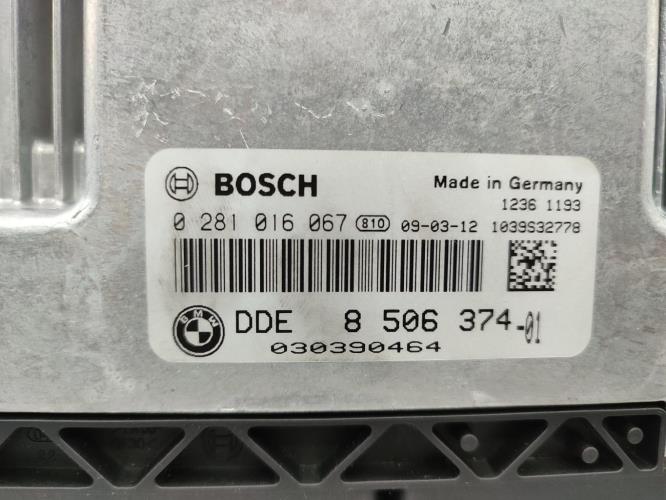 BOSCH
Made in Germany
1236 1193
0 281 016 067 810 09-03-12 1039S32778
BMW DDE 8 506 374-01
030390464